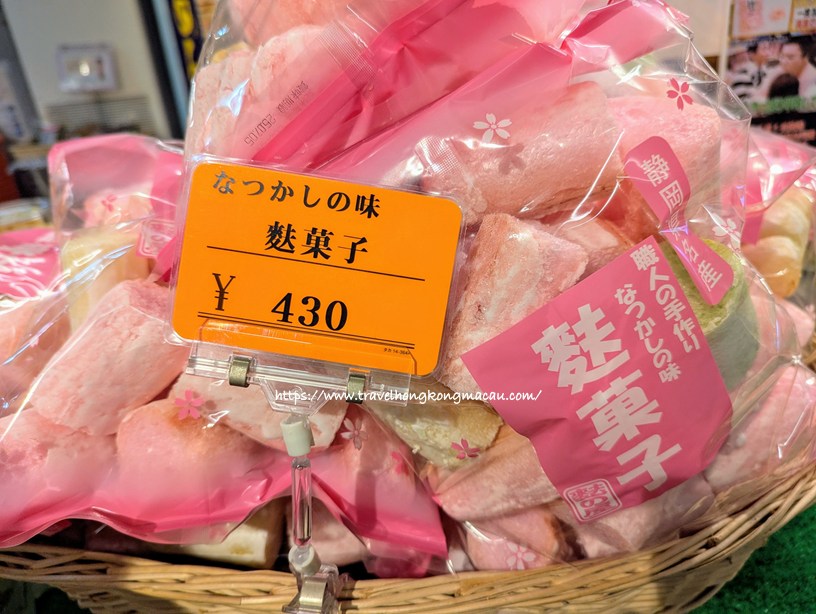 なつかしの味
麩菓子
￥ 430
静岡名産
職人の手作り
なつかしの味
麩菓子
https://www.travelhongkongmacau.com/